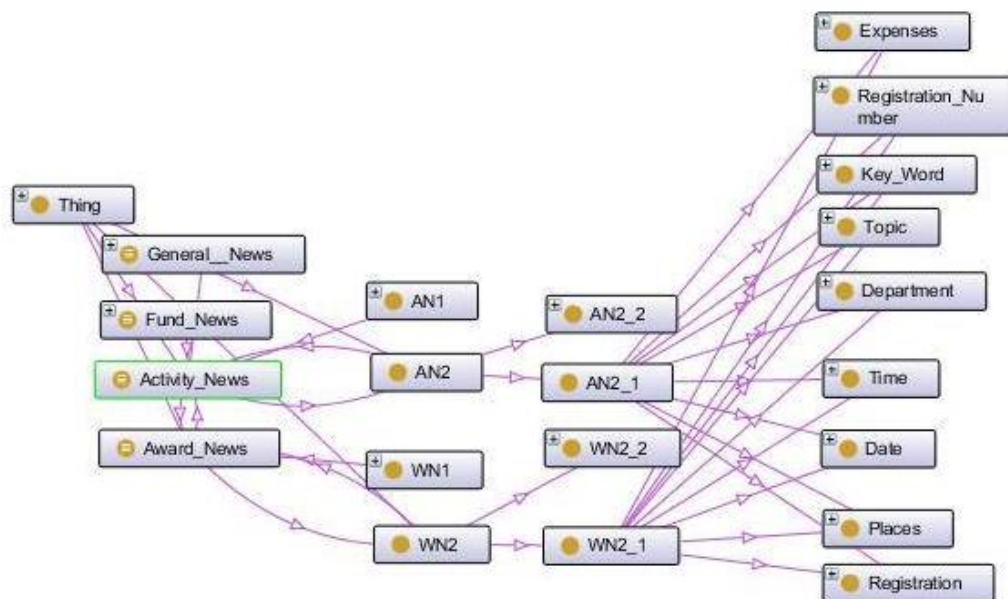 Expenses
Registration_Nu
mber
Key_Word
Thing
Topic
General__News
Department
AN1
Fund_News
AN2_2
Activity_News
AN2
AN2_1
Time
Award_News
WN2_2
Date
WN1
Places
WN2
WN2_1
Registration